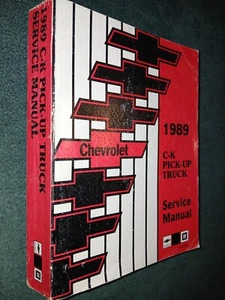 1989 C-K PICK-UP TRUCK
SERVICE MANUAL
Chevrolet
1989
C-K
PICK-UP
TRUCK
Service
Manual